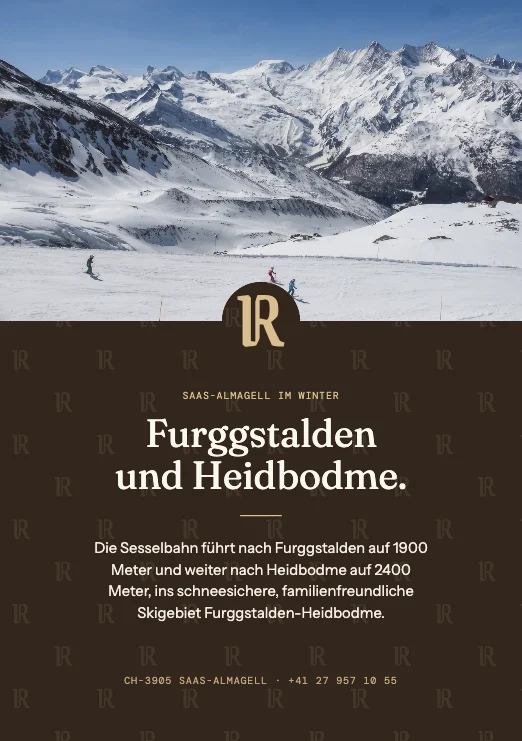 R
SAAS-ALMAGELL IM WINTER
Furggstalden
und Heidbodme.
Die Sesselbahn führt nach Furggstalden auf 1900
Meter und weiter nach Heidbodme auf 2400
Meter, ins schneesichere, familienfreundliche
Skigebiet Furggstalden-Heidbodme.
CH-3905 SAAS-ALMAGELL · +41 27 957 10 55